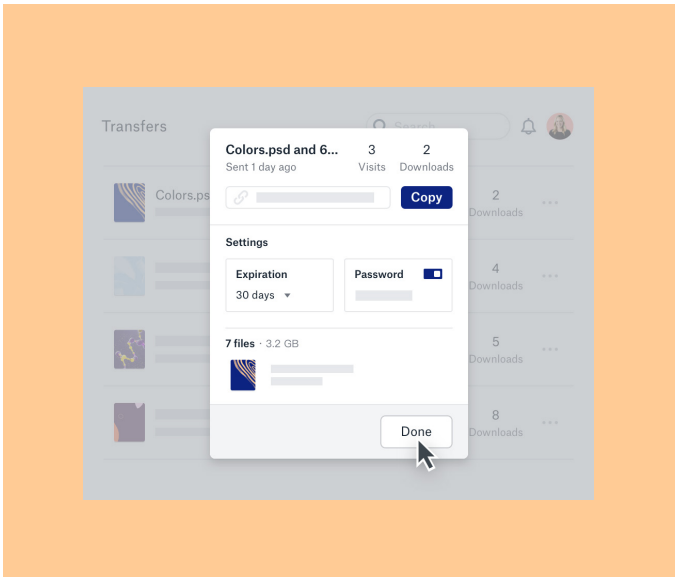 Transfers
Search
Colors.psd and 6...
3
2
Sent 1 day ago
Visits
Downloads
Copy
Colors.ps
2
Downloads
Settings
Expiration
Password
30 days
4
Downloads
7 files · 3.2 GB
5
Downloads
8
Downloads
Done